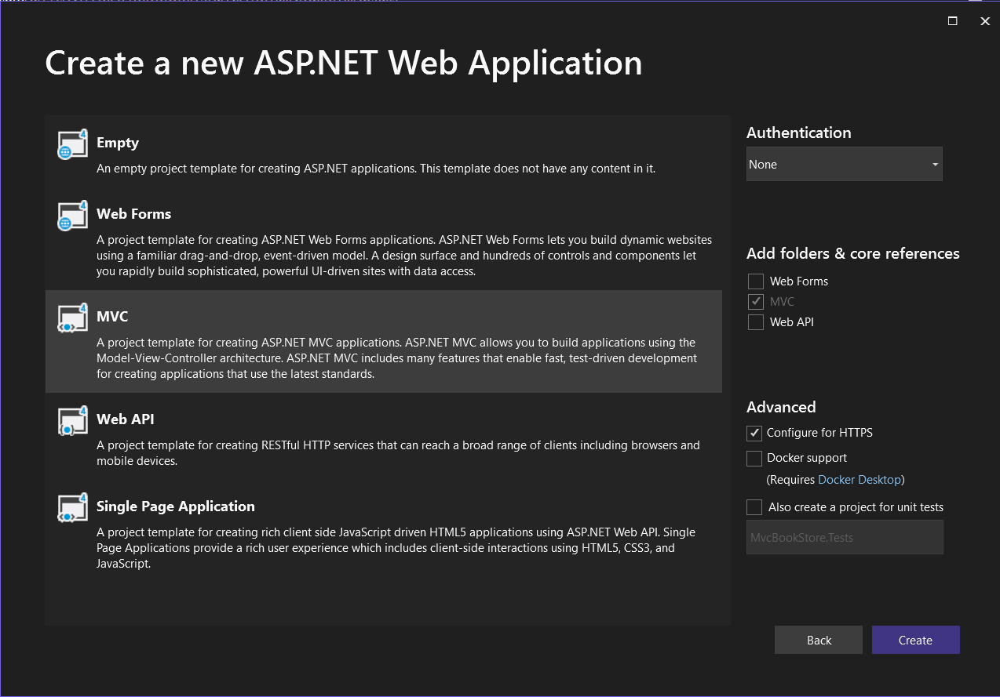 Create a new ASP.NET Web Application
4
Empty
An empty project template for creating ASP.NET applications. This template does not have any content in it.
4
Web Forms
A project template for creating ASP.NET Web Forms applications. ASP.NET Web Forms lets you build dynamic websites
using a familiar drag-and-drop, event-driven model. A design surface and hundreds of controls and components let
you rapidly build sophisticated, powerful UI-driven sites with data access.
4
MVC
A project template for creating ASP.NET MVC applications. ASP.NET MVC allows you to build applications using the
Model-View-Controller architecture. ASP.NET MVC includes many features that enable fast, test-driven development
for creating applications that use the latest standards.
4
Web API
A project template for creating RESTful HTTP services that can reach a broad range of clients including browsers and
mobile devices.
4
Single Page Application
A project template for creating rich client side JavaScript driven HTML5 applications using ASP.NET Web API. Single
Page Applications provide a rich user experience which includes client-side interactions using HTML5, CSS3, and
JavaScript.
Authentication
None
Add folders & core references
Web Forms
MVC
Web API
Advanced
Configure for HTTPS
Docker support
(Requires Docker Desktop)
Also create a project for unit tests
MvcBookStore.Tests
Back
Create